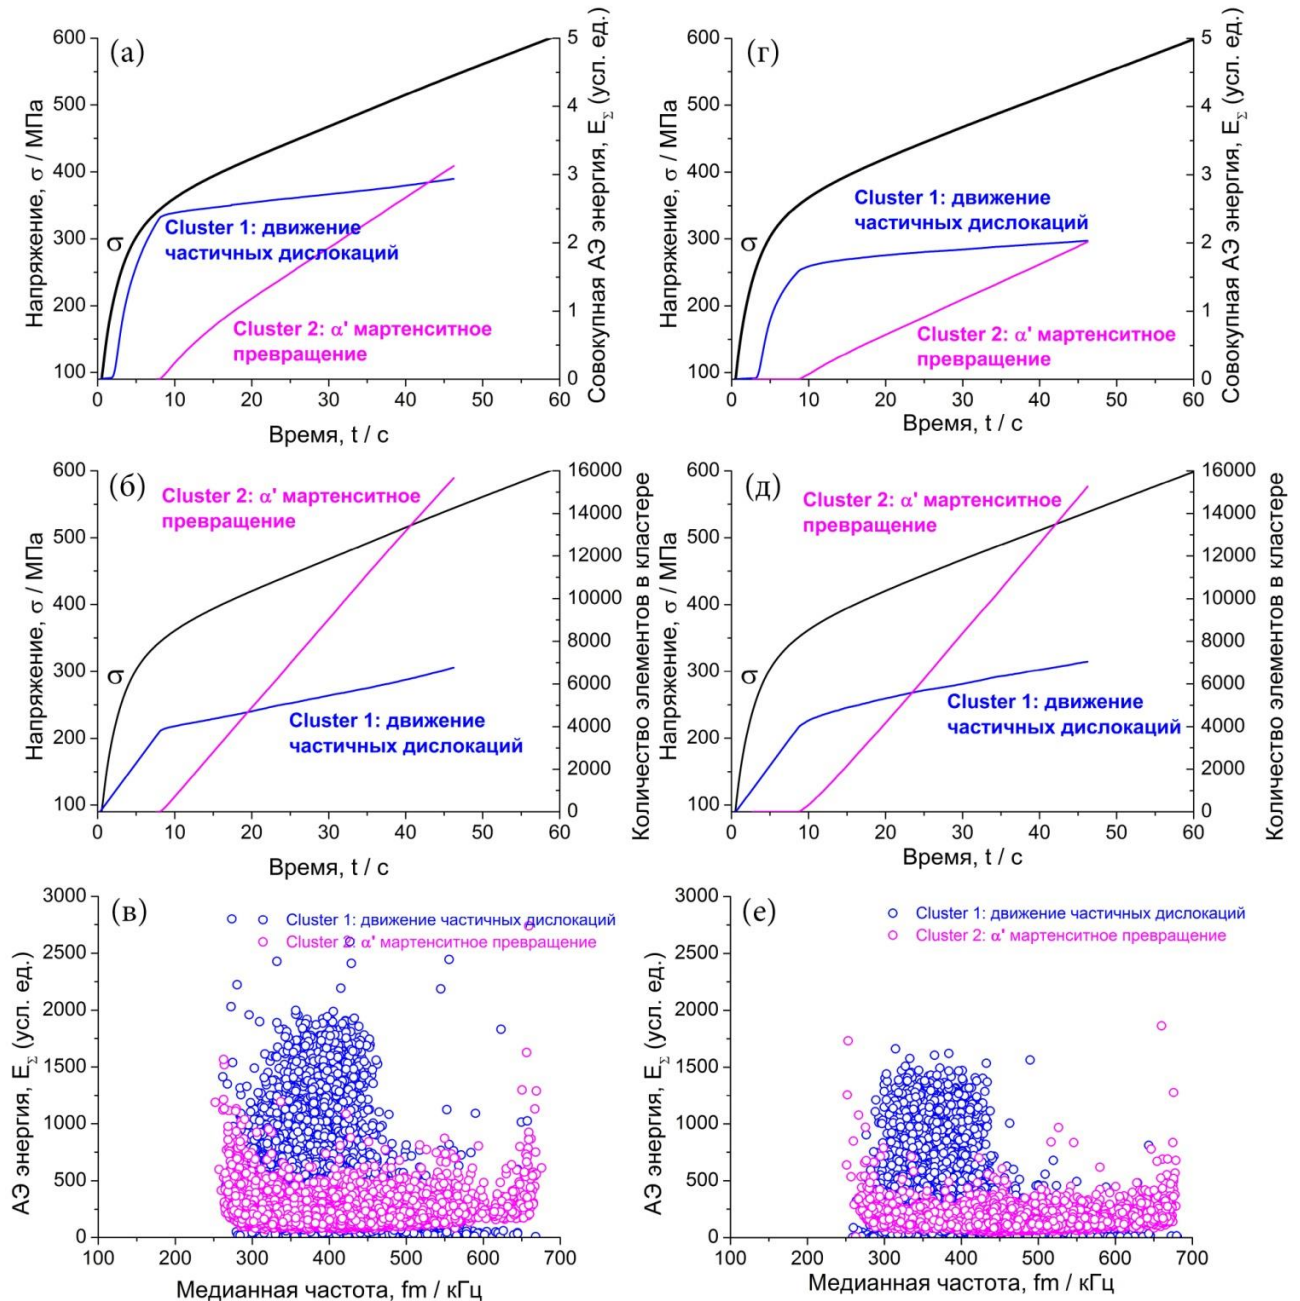 (а)
600
500
400
300
200
100
5
4
3
2
1
0
0 10 20 30 40 50 60
Напряжение, σ / МПа
Совокупная АЭ энергия, E_Σ (усл. ед.)
σ
Cluster 1: движение
частичных дислокаций
Cluster 2: α' мартенситное
превращение
Время, t / c
(г)
600
500
400
300
200
100
5
4
3
2
1
0
0 10 20 30 40 50 60
Напряжение, σ / МПа
Совокупная АЭ энергия, E_Σ (усл. ед.)
σ
Cluster 1: движение
частичных дислокаций
Cluster 2: α' мартенситное
превращение
Время, t / c
(б)
600
500
400
300
200
100
16000
14000
12000
10000
8000
6000
4000
2000
0
0 10 20 30 40 50 60
Напряжение, σ / МПа
Количество элементов в кластере
Cluster 2: α' мартенситное
превращение
σ
Cluster 1: движение
частичных дислокаций
Время, t / c
(д)
600
500
400
300
200
100
16000
14000
12000
10000
8000
6000
4000
2000
0
0 10 20 30 40 50 60
Напряжение, σ / МПа
Количество элементов в кластере
Cluster 2: α' мартенситное
превращение
σ
Cluster 1: движение
частичных дислокаций
Время, t / c
(в)
3000
2500
2000
1500
1000
500
0
100 200 300 400 500 600 700
АЭ энергия, E_Σ (усл. ед.)
Cluster 1: движение частичных дислокаций
Cluster 2: α' мартенситное превращение
Медианная частота, fm / кГц
(е)
3000
2500
2000
1500
1000
500
0
100 200 300 400 500 600 700
АЭ энергия, E_Σ (усл. ед.)
Cluster 1: движение частичных дислокаций
Cluster 2: α' мартенситное превращение
Медианная частота, fm / кГц